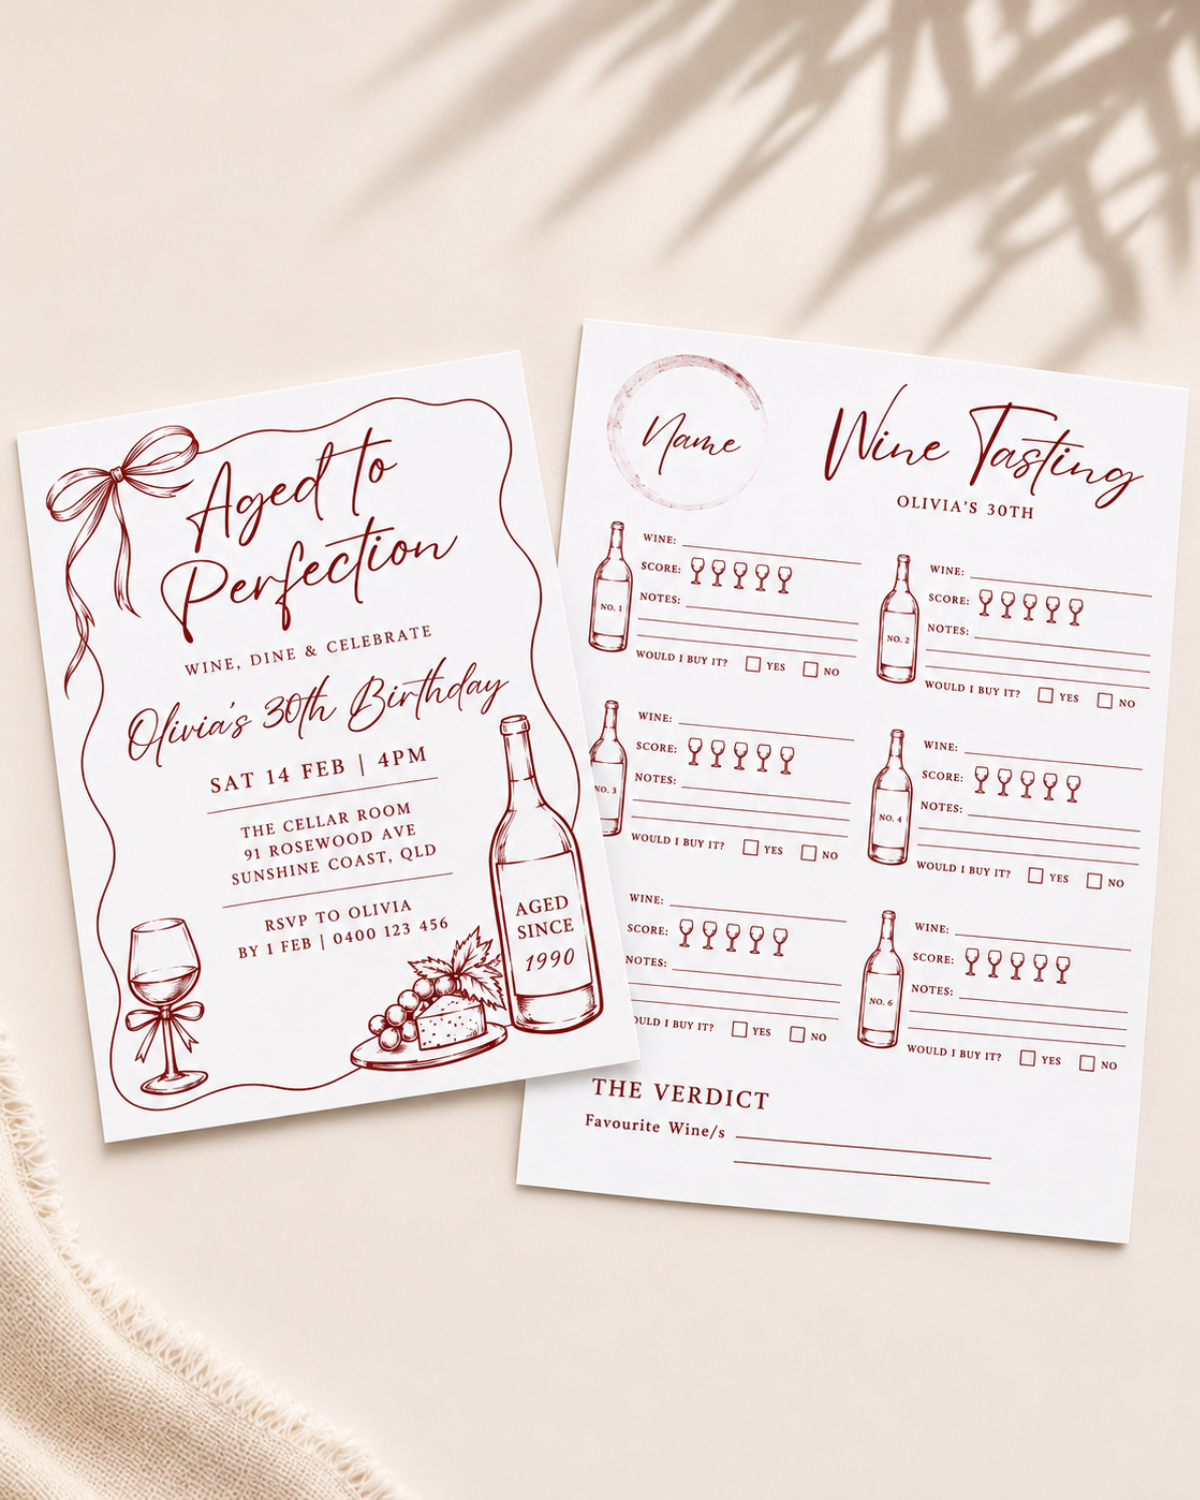 Aged to
Perfection
WINE, DINE & CELEBRATE
Olivia's 30th Birthday
SAT 14 FEB | 4PM
THE CELLAR ROOM
91 ROSEWOOD AVE
SUNSHINE COAST, QLD
RSVP TO OLIVIA
BY 1 FEB | 0400 123 456
AGED
SINCE
1990
Name
Wine Tasting
OLIVIA'S 30TH
NO. 1
WINE:
SCORE:
NOTES:
WOULD I BUY IT? YES NO
NO. 2
WINE:
SCORE:
NOTES:
WOULD I BUY IT? YES NO
NO. 3
WINE:
SCORE:
NOTES:
WOULD I BUY IT? YES NO
NO. 4
WINE:
SCORE:
NOTES:
WOULD I BUY IT? YES NO
WINE:
SCORE:
NOTES:
OULD I BUY IT? YES NO
NO. 6
WINE:
SCORE:
NOTES:
WOULD I BUY IT? YES NO
THE VERDICT
Favourite Wine/s